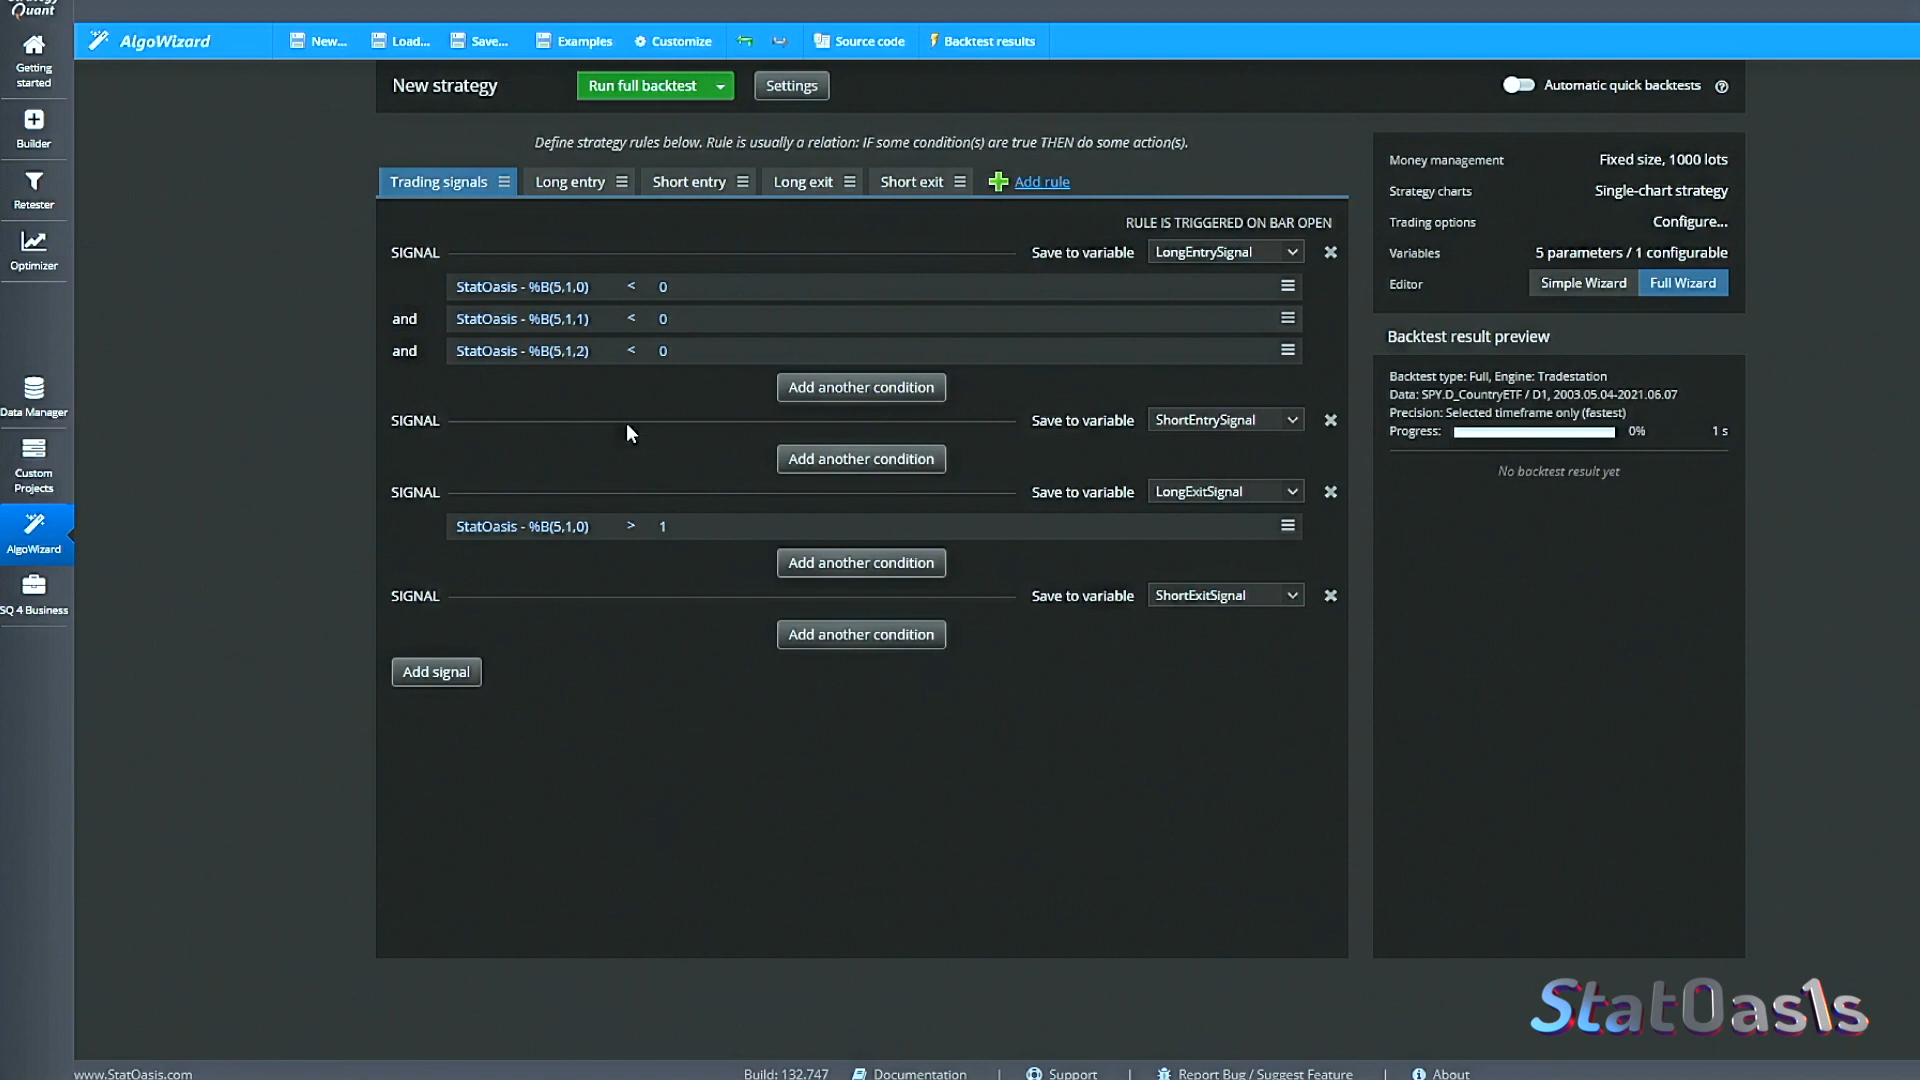 Quant
AlgoWizard
New...
Load...
Save...
Examples
Customize
Source code
Backtest results
Getting
started
Builder
Retester
Optimizer
Data Manager
Custom
Projects
AlgoWizard
SQ 4 Business
New strategy
Run full backtest
Settings
Automatic quick backtests
Define strategy rules below. Rule is usually a relation: IF some condition(s) are true THEN do some action(s).
Trading signals
Long entry
Short entry
Long exit
Short exit
Add rule
RULE IS TRIGGERED ON BAR OPEN
SIGNAL Save to variable LongEntrySignal
StatOasis - %B(5,1,0) < 0
and StatOasis - %B(5,1,1) < 0
and StatOasis - %B(5,1,2) < 0
Add another condition
SIGNAL Save to variable ShortEntrySignal
Add another condition
SIGNAL Save to variable LongExitSignal
StatOasis - %B(5,1,0) > 1
Add another condition
SIGNAL Save to variable ShortExitSignal
Add another condition
Add signal
Money management Fixed size, 1000 lots
Strategy charts Single-chart strategy
Trading options Configure...
Variables 5 parameters / 1 configurable
Editor Simple Wizard Full Wizard
Backtest result preview
Backtest type: Full, Engine: Tradestation
Data: SPY.D_CountryETF / D1, 2003.05.04-2021.06.07
Precision: Selected timeframe only (fastest)
Progress: 0% 1 s
No backtest result yet
StatOas1s
www.StatOasis.com
Build: 132.747
Documentation
|
Support
|
Report Bug / Suggest Feature
|
About